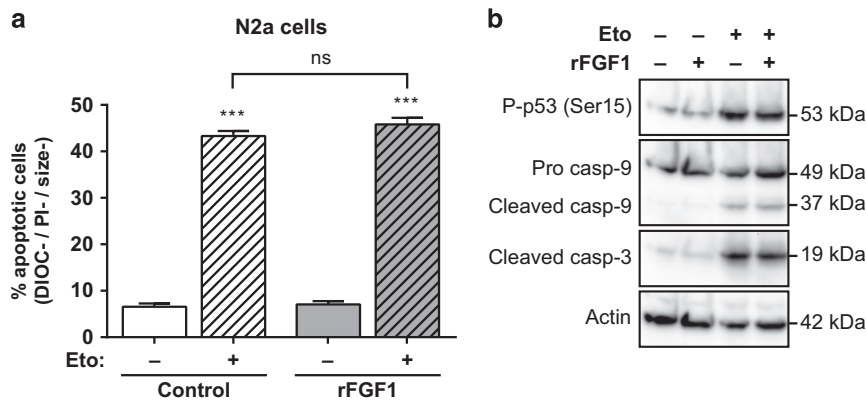 a
N2a cells
ns
***
***
% apoptotic cells
(DIOC- / PI- / size-)
50
40
30
20
10
0
Eto: – + – +
Control rFGF1
b
Eto – – + +
rFGF1 – + – +
P-p53 (Ser15) 53 kDa
Pro casp-9 49 kDa
Cleaved casp-9 37 kDa
Cleaved casp-3 19 kDa
Actin 42 kDa